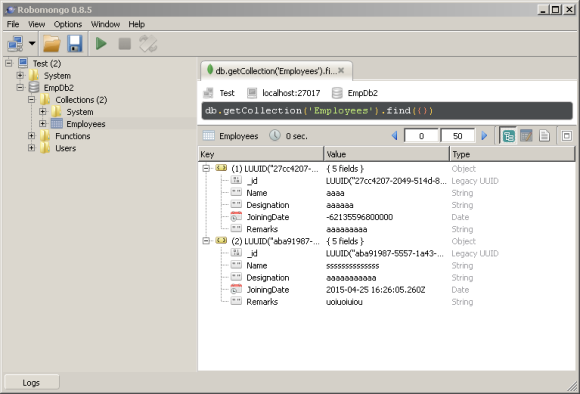 Robomongo 0.8.5
File View Options Window Help
Test (2)
System
EmpDb2
Collections (2)
System
Employees
Functions
Users
db.getCollection('Employees').fi...
Test localhost:27017 EmpDb2
db.getCollection('Employees').find({})
Employees 0 sec. 0 50
Key Value Type
(1) LUUID("27cc4207-... { 5 fields } Object
_id LUUID("27cc4207-2049-514d-8... Legacy UUID
Name aaaa String
Designation aaaaaa String
JoiningDate -62135596800000 Date
Remarks aaaaaaaaa String
(2) LUUID("aba91987-... { 5 fields } Object
_id LUUID("aba91987-5557-1a43-... Legacy UUID
Name ssssssssssssss String
Designation aaaaaaaaaaa String
JoiningDate 2015-04-25 16:26:05.260Z Date
Remarks uoiuoiuiou String
Logs